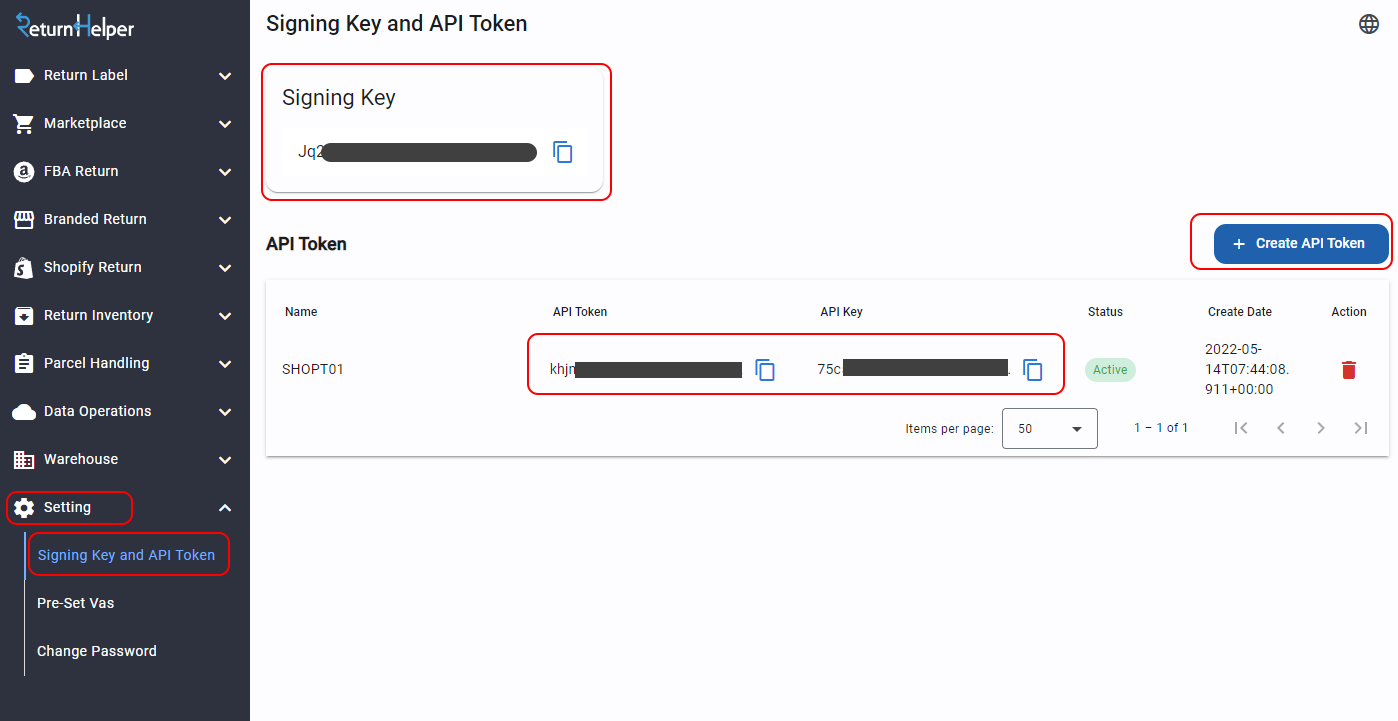 ReturnHelper
Return Label
Marketplace
FBA Return
Branded Return
Shopify Return
Return Inventory
Parcel Handling
Data Operations
Warehouse
Setting
Signing Key and API Token
Pre-Set Vas
Change Password
Signing Key and API Token
Signing Key
Jq2
API Token
+ Create API Token
Name API Token API Key Status Create Date Action
SHOPT01 khjn 75c . Active 2022-05-
14T07:44:08.
911+00:00
Items per page: 50 1 – 1 of 1